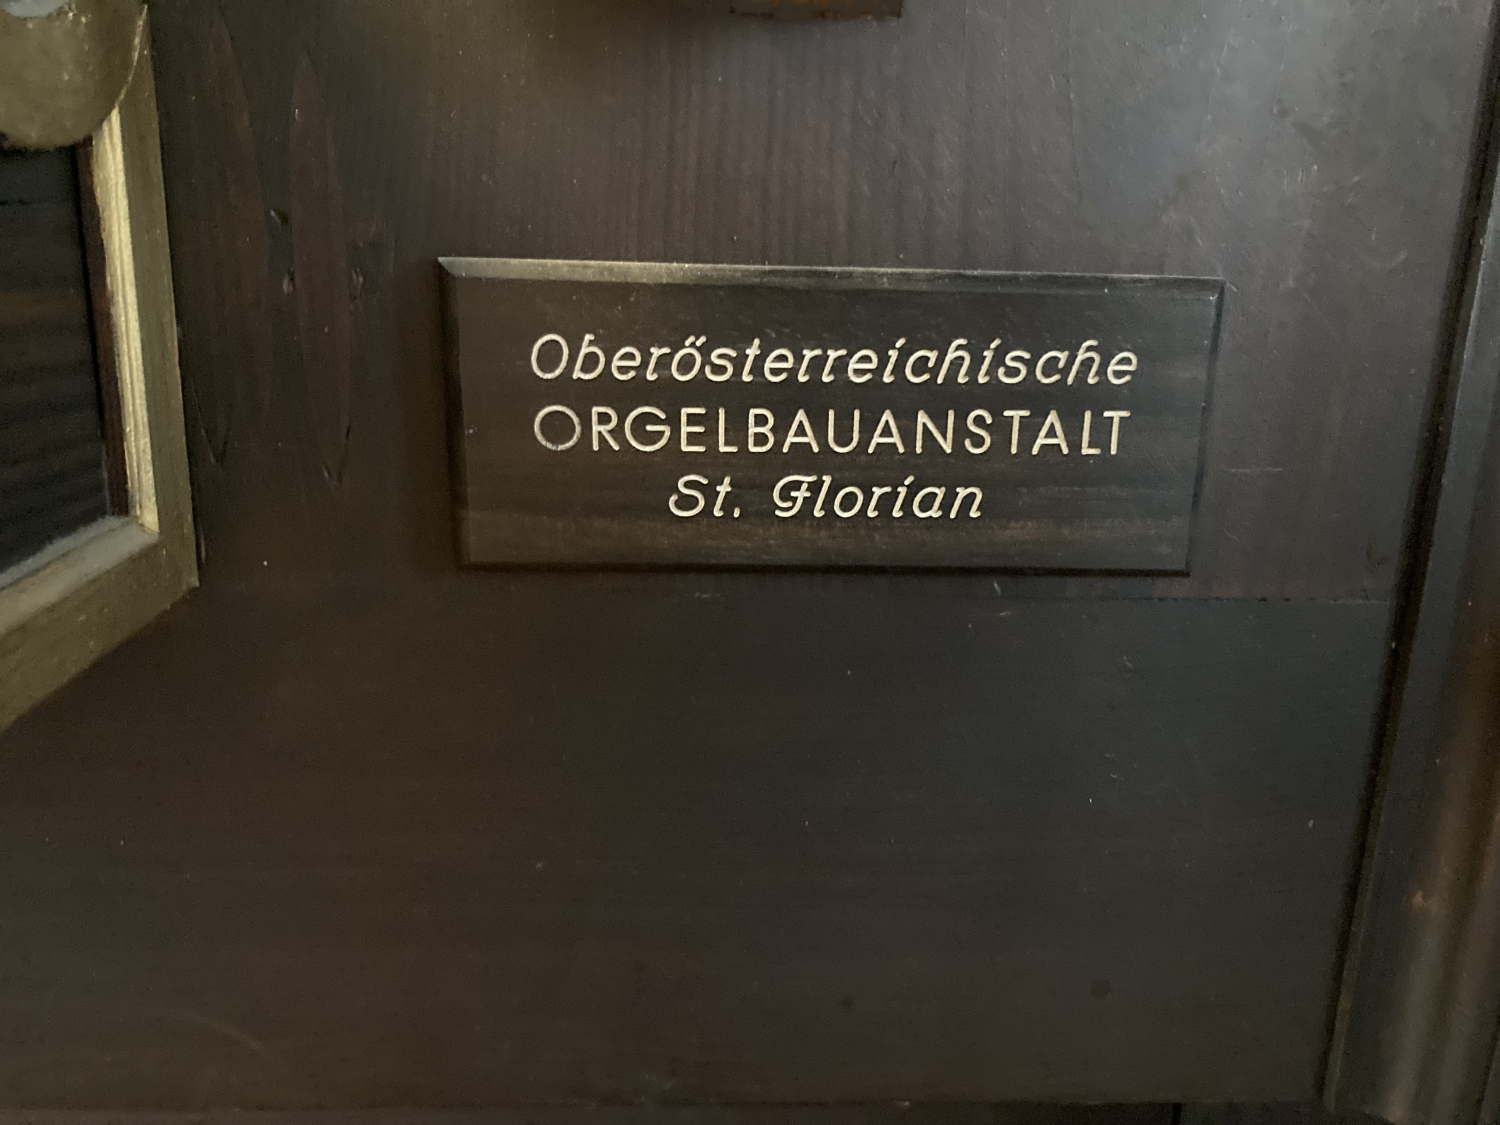 Oberösterreichische
ORGELBAUANSTALT
St. Florian